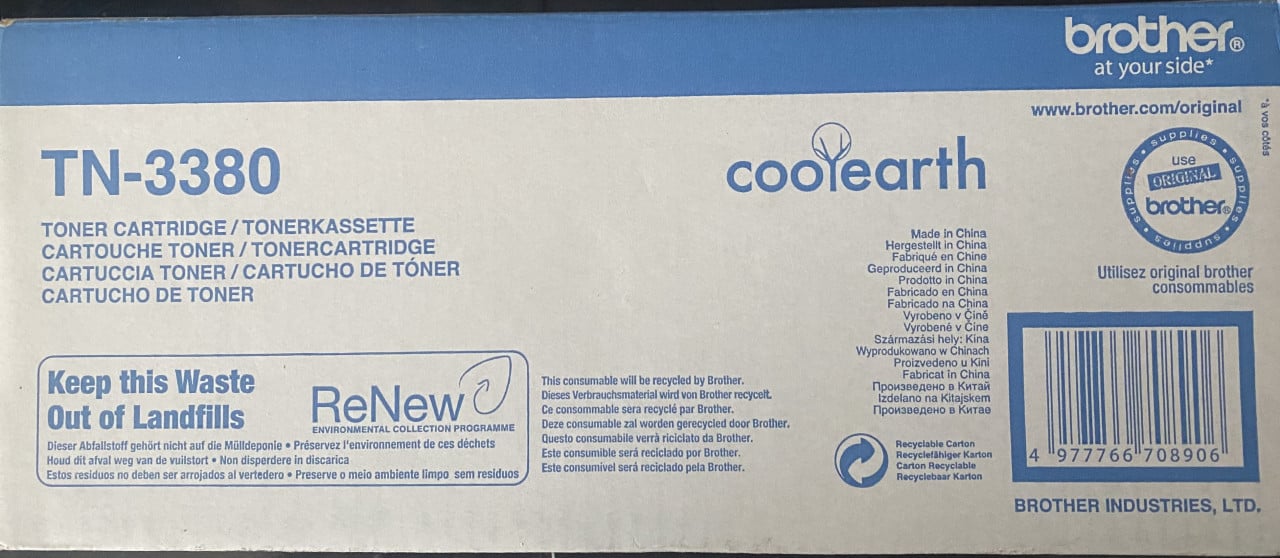 brother®
at your side*
www.brother.com/original
*à vos côtés
TN-3380
TONER CARTRIDGE / TONERKASSETTE
CARTOUCHE TONER / TONERCARTRIDGE
CARTUCCIA TONER / CARTUCHO DE TÓNER
CARTUCHO DE TONER
coolearth
supplies • supplies • supplies • supplies •
use
ORIGINAL
brother®
Utilisez original brother
consommables
Made in China
Hergestellt in China
Fabriqué en Chine
Geproduceerd in China
Prodotto in China
Fabricado en China
Fabricado na China
Vyrobeno v Číně
Vyrobené v Číne
Származási hely: Kina
Wyprodukowano w Chinach
Proizvedeno u Kini
Fabricat în China
Произведено в Китай
Izdelano na Kitajskem
Произведено в Китае
Keep this Waste
Out of Landfills
ReNew
ENVIRONMENTAL COLLECTION PROGRAMME
Dieser Abfallstoff gehört nicht auf die Mülldeponie • Préservez l'environnement de ces déchets
Houd dit afval weg van de vuilstort • Non disperdere in discarica
Estos residuos no deben ser arrojados al vertedero • Preserve o meio ambiente limpo sem residuos
This consumable will be recycled by Brother.
Dieses Verbrauchsmaterial wird von Brother recycelt.
Ce consommable sera recyclé par Brother.
Deze consumable zal worden gerecycled door Brother.
Questo consumabile verrà riciclato da Brother.
Este consumible será reciclado por Brother.
Este consumível será reciclado pela Brother.
Recyclable Carton
Recyclefähiger Karton
Carton Recyclable
Recyclebaar Karton
4 977766 708906
BROTHER INDUSTRIES, LTD.